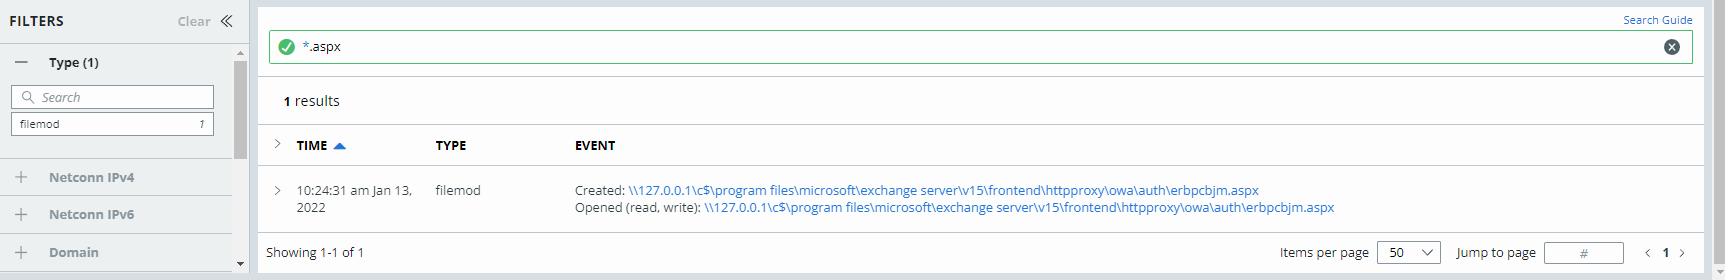 FILTERS Clear
Type (1)
Search
filemod 1
Netconn IPv4
Netconn IPv6
Domain
Search Guide
*.aspx
1 results
TIME TYPE EVENT
10:24:31 am Jan 13, filemod Created: \\127.0.0.1\c$\program files\microsoft\exchange server\v15\frontend\httpproxy\owa\auth\erbpcbjm.aspx
2022 Opened (read, write): \\127.0.0.1\c$\program files\microsoft\exchange server\v15\frontend\httpproxy\owa\auth\erbpcbjm.aspx
Showing 1-1 of 1 Items per page 50 Jump to page # < 1 >